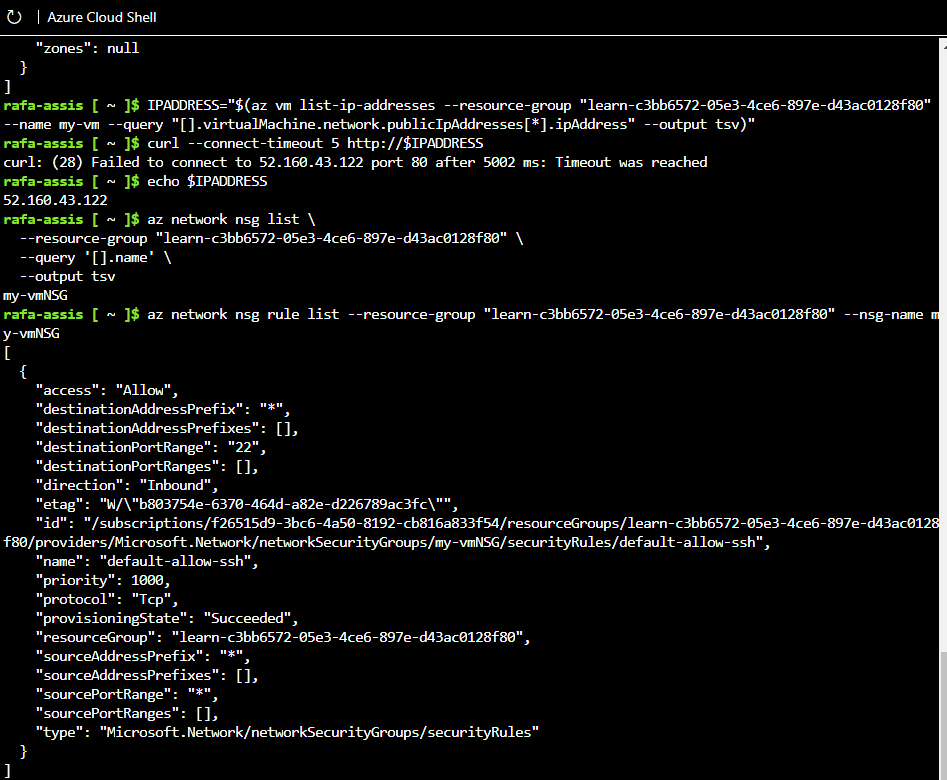 Azure Cloud Shell
    "zones": null
  }
]
rafa-assis [ ~ ]$ IPADDRESS="$(az vm list-ip-addresses --resource-group "learn-c3bb6572-05e3-4ce6-897e-d43ac0128f80"
--name my-vm --query "[].virtualMachine.network.publicIpAddresses[*].ipAddress" --output tsv)"
rafa-assis [ ~ ]$ curl --connect-timeout 5 http://$IPADDRESS
curl: (28) Failed to connect to 52.160.43.122 port 80 after 5002 ms: Timeout was reached
rafa-assis [ ~ ]$ echo $IPADDRESS
52.160.43.122
rafa-assis [ ~ ]$ az network nsg list \
  --resource-group "learn-c3bb6572-05e3-4ce6-897e-d43ac0128f80" \
  --query '[].name' \
  --output tsv
my-vmNSG
rafa-assis [ ~ ]$ az network nsg rule list --resource-group "learn-c3bb6572-05e3-4ce6-897e-d43ac0128f80" --nsg-name m
y-vmNSG
[
  {
    "access": "Allow",
    "destinationAddressPrefix": "*",
    "destinationAddressPrefixes": [],
    "destinationPortRange": "22",
    "destinationPortRanges": [],
    "direction": "Inbound",
    "etag": "W/\"b803754e-6370-464d-a82e-d226789ac3fc\"",
    "id": "/subscriptions/f26515d9-3bc6-4a50-8192-cb816a833f54/resourceGroups/learn-c3bb6572-05e3-4ce6-897e-d43ac0128
f80/providers/Microsoft.Network/networkSecurityGroups/my-vmNSG/securityRules/default-allow-ssh",
    "name": "default-allow-ssh",
    "priority": 1000,
    "protocol": "Tcp",
    "provisioningState": "Succeeded",
    "resourceGroup": "learn-c3bb6572-05e3-4ce6-897e-d43ac0128f80",
    "sourceAddressPrefix": "*",
    "sourceAddressPrefixes": [],
    "sourcePortRange": "*",
    "sourcePortRanges": [],
    "type": "Microsoft.Network/networkSecurityGroups/securityRules"
  }
]